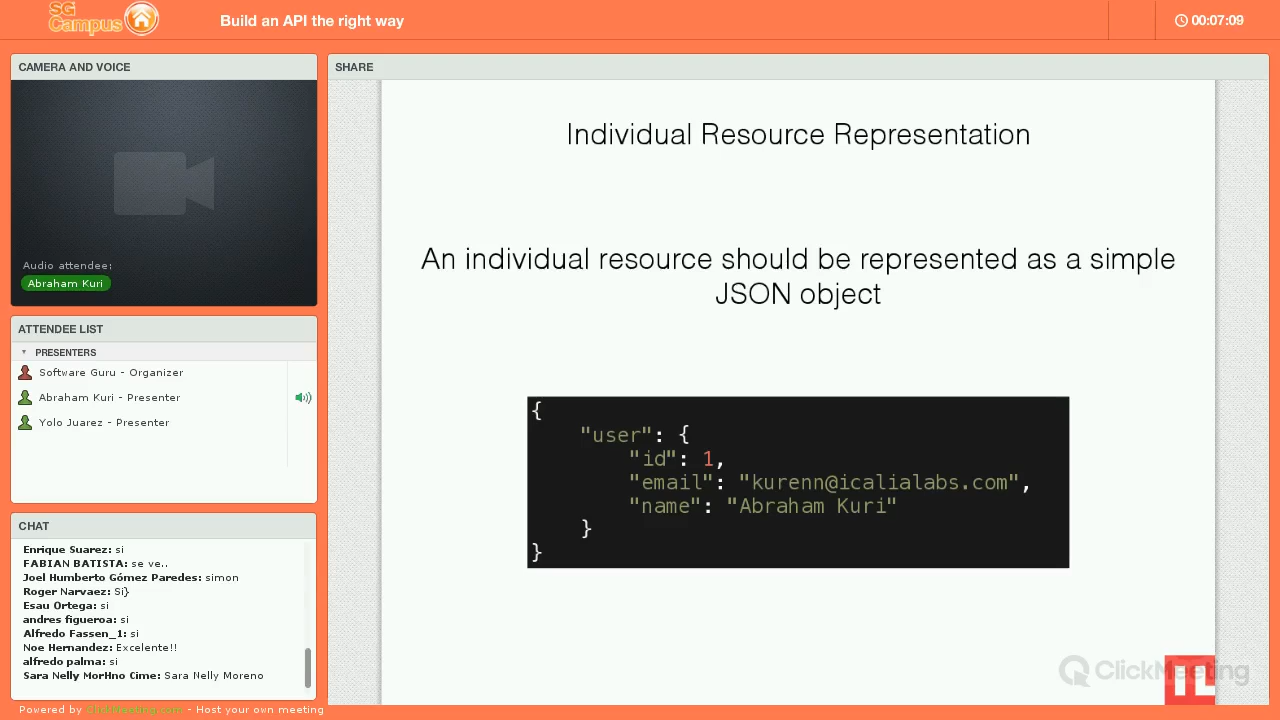 SG
Campus
Build an API the right way
00:07:09
CAMERA AND VOICE
Audio attendee:
Abraham Kuri
ATTENDEE LIST
PRESENTERS
Software Guru - Organizer
Abraham Kuri - Presenter
Yolo Juarez - Presenter
CHAT
Enrique Suarez: si
FABIAN BATISTA: se ve..
Joel Humberto Gómez Paredes: simon
Roger Narvaez: Si}
Esau Ortega: si
andres figueroa: si
Alfredo Fassen_1: si
Noe Hernandez: Excelente!!
alfredo palma: si
Sara Nelly MorHno Cime: Sara Nelly Moreno
Powered by ClickMeeting.com - Host your own meeting
SHARE
Individual Resource Representation
An individual resource should be represented as a simple
JSON object
{
"user": {
"id": 1,
"email": "kurenn@icalialabs.com",
"name": "Abraham Kuri"
}
}
ClickMeeting